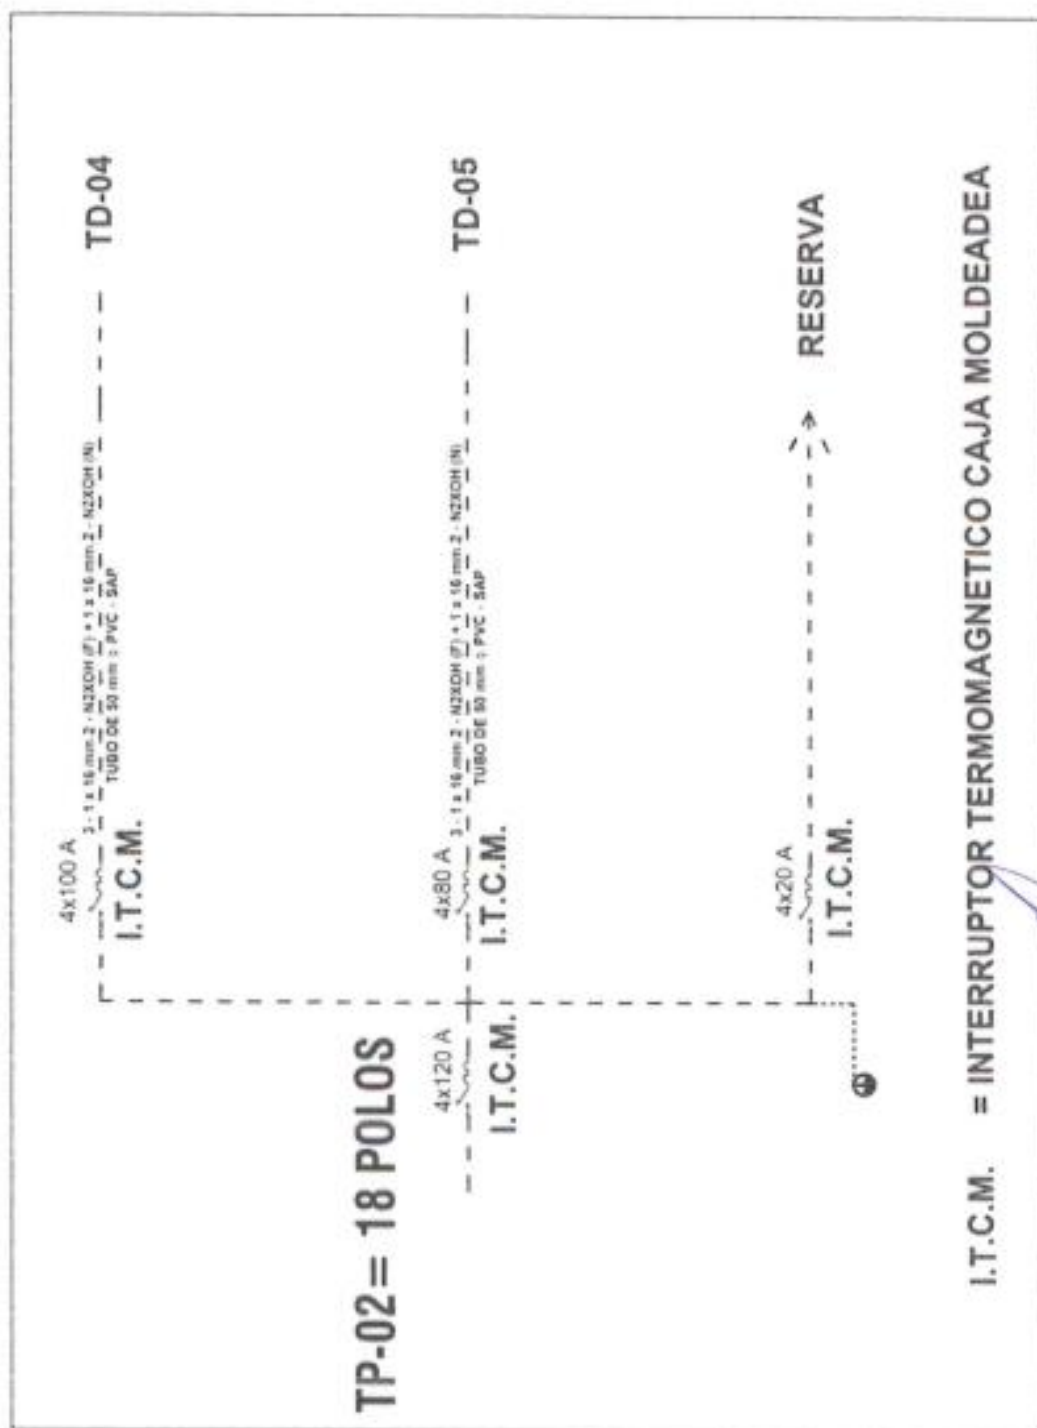 4x100 A
3 - 1 x 16 mm 2 - N2XOH (F) + 1 x 16 mm 2 - N2XOH (N)
TUBO DE 50 mm PVC - SAP
I.T.C.M.
TD-04
TP-02= 18 POLOS
4x120 A
I.T.C.M.
4x80 A
3 - 1 x 16 mm 2 - N2XOH (F) + 1 x 16 mm 2 - N2XOH (N)
TUBO DE 50 mm PVC - SAP
I.T.C.M.
TD-05
4x20 A
I.T.C.M.
RESERVA
I.T.C.M. = INTERRUPTOR TERMOMAGNETICO CAJA MOLDEADEA